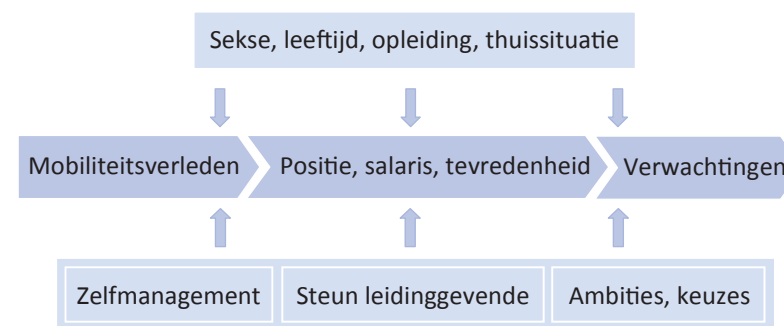 Sekse, leeftijd, opleiding, thuissituatie
Mobiliteitsverleden
Positie, salaris, tevredenheid
Verwachtingen
Zelfmanagement
Steun leidinggevende
Ambities, keuzes